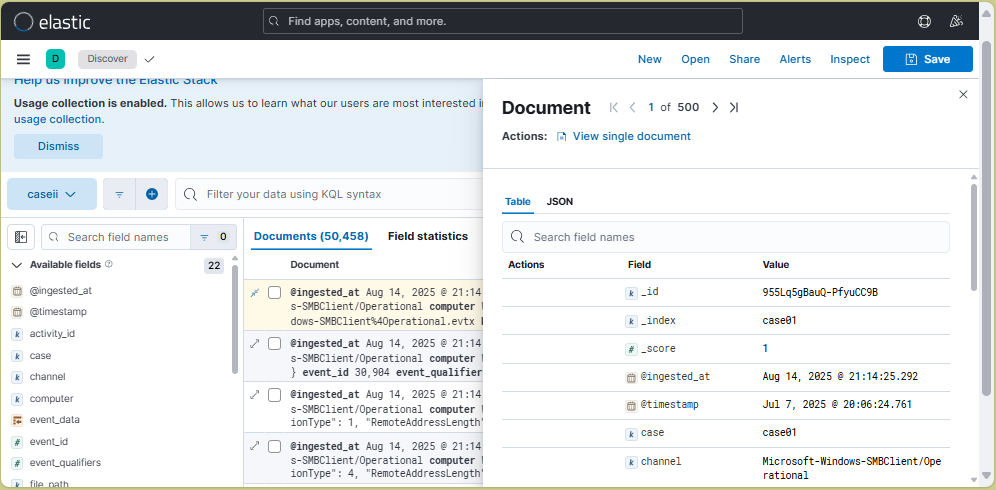 elastic
Find apps, content, and more.
D
Discover
New
Open
Share
Alerts
Inspect
Save
Help us improve the Elastic Stack
Usage collection is enabled. This allows us to learn what our users are most interested i
usage collection.
Dismiss
caseii
Filter your data using KQL syntax
Search field names
0
Available fields
22
@ingested_at
@timestamp
k activity_id
k case
k channel
k computer
event_data
# event_id
# event_qualifiers
k file_path
Documents (50,458)
Field statistics
Document
@ingested_at Aug 14, 2025 @ 21:14
s-SMBClient/Operational computer
dows-SMBClient%4Operational.evtx
@ingested_at Aug 14, 2025 @ 21:14
s-SMBClient/Operational computer
} event_id 30,904 event_qualifier
@ingested_at Aug 14, 2025 @ 21:14
s-SMBClient/Operational computer
ionType": 1, "RemoteAddressLength"
@ingested_at Aug 14, 2025 @ 21:14
s-SMBClient/Operational computer
ionType": 4, "RemoteAddressLength"
Document
1 of 500
Actions:
View single document
Table
JSON
Search field names
Actions Field Value
k _id 955Lq5gBauQ-PfyuCC9B
k _index case01
# _score 1
@ingested_at Aug 14, 2025 @ 21:14:25.292
@timestamp Jul 7, 2025 @ 20:06:24.761
k case case01
k channel Microsoft-Windows-SMBClient/Ope
rational